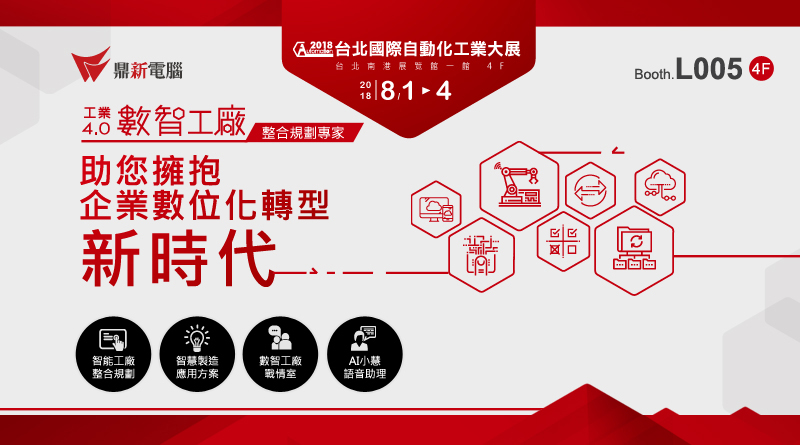 2018 Automation 台北國際自動化工業大展
台北南港展覽館一館 4F
2018 8/1 ▸ 4
鼎新電腦
Booth. L005 4F
工業 4.0 數智工廠 整合規劃專家
助您擁抱
企業數位化轉型
新時代
智能工廠
整合規劃
智慧製造
應用方案
數智工廠
戰情室
AI小慧
語音助理